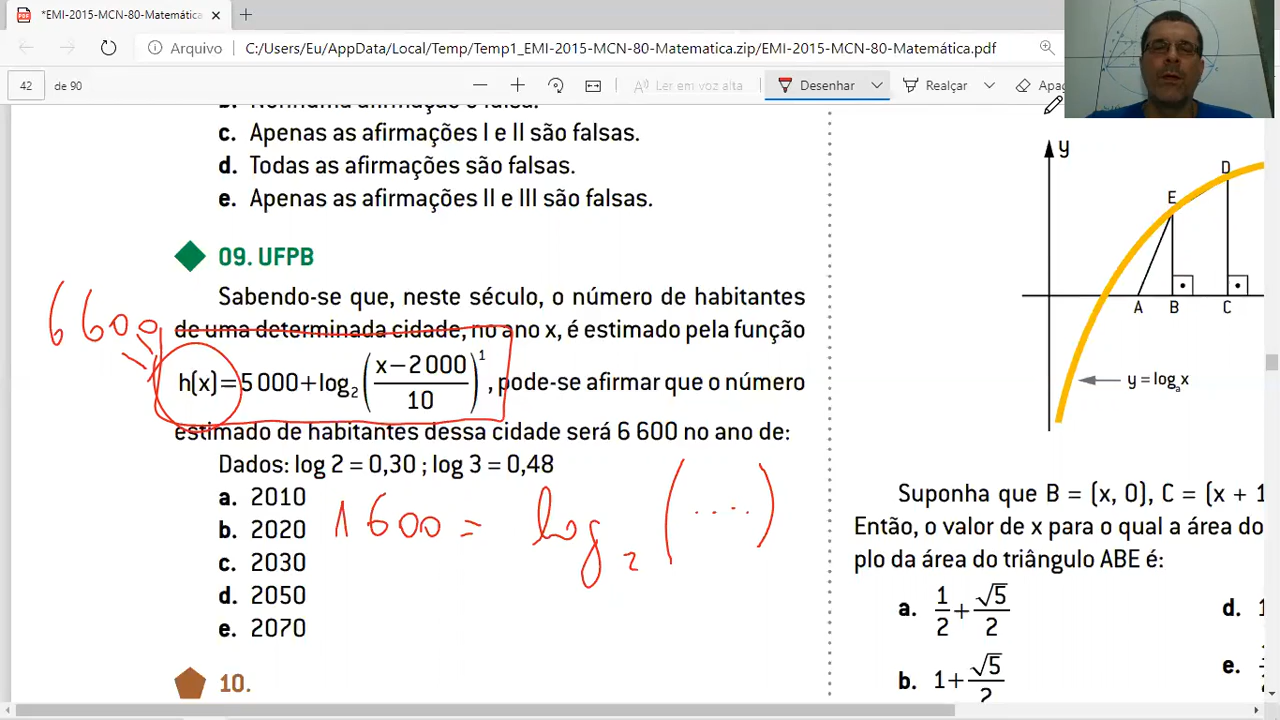 *EMI-2015-MCN-80-Matemática
Arquivo C:/Users/Eu/AppData/Local/Temp/Temp1_EMI-2015-MCN-80-Matematica.zip/EMI-2015-MCN-80-Matemática.pdf
42 de 90 Ler em voz alta Desenhar Realçar
b. Nenhuma afirmação é falsa.
c. Apenas as afirmações I e II são falsas.
d. Todas as afirmações são falsas.
e. Apenas as afirmações II e III são falsas.
09. UFPB
Sabendo-se que, neste século, o número de habitantes
de uma determinada cidade, no ano x, é estimado pela função
h(x)=5 000+log₂((x−2 000)/10)¹, pode-se afirmar que o número
estimado de habitantes dessa cidade será 6 600 no ano de:
Dados: log 2 = 0,30 ; log 3 = 0,48
a. 2010
b. 2020
c. 2030
d. 2050
e. 2070
6600
1600 = log₂(....)
10.
y
D
E
A B C
y = logₐx
Suponha que B = (x, 0), C = (x + 1
Então, o valor de x para o qual a área do
plo da área do triângulo ABE é:
a. 1/2 + √5/2
b. 1+ √5/2
d. 1
e.